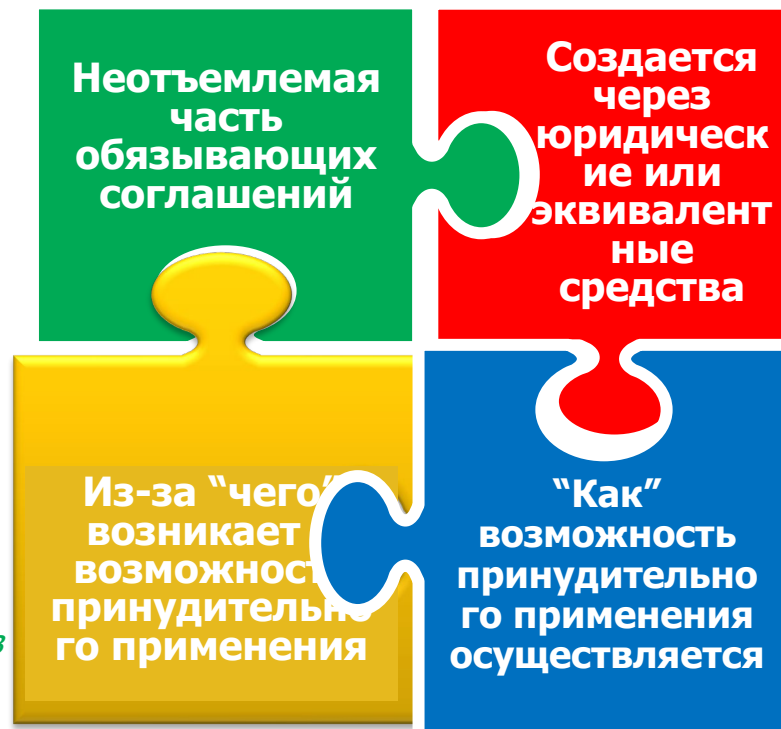 Неотъемлемая
часть
обязывающих
соглашений
Создается
через
юридическ
ие или
эквивалент
ные
средства
Из-за “чего”
возникает
возможност
принудительно
го применения
“Как”
возможность
принудительно
го применения
осуществляется
в